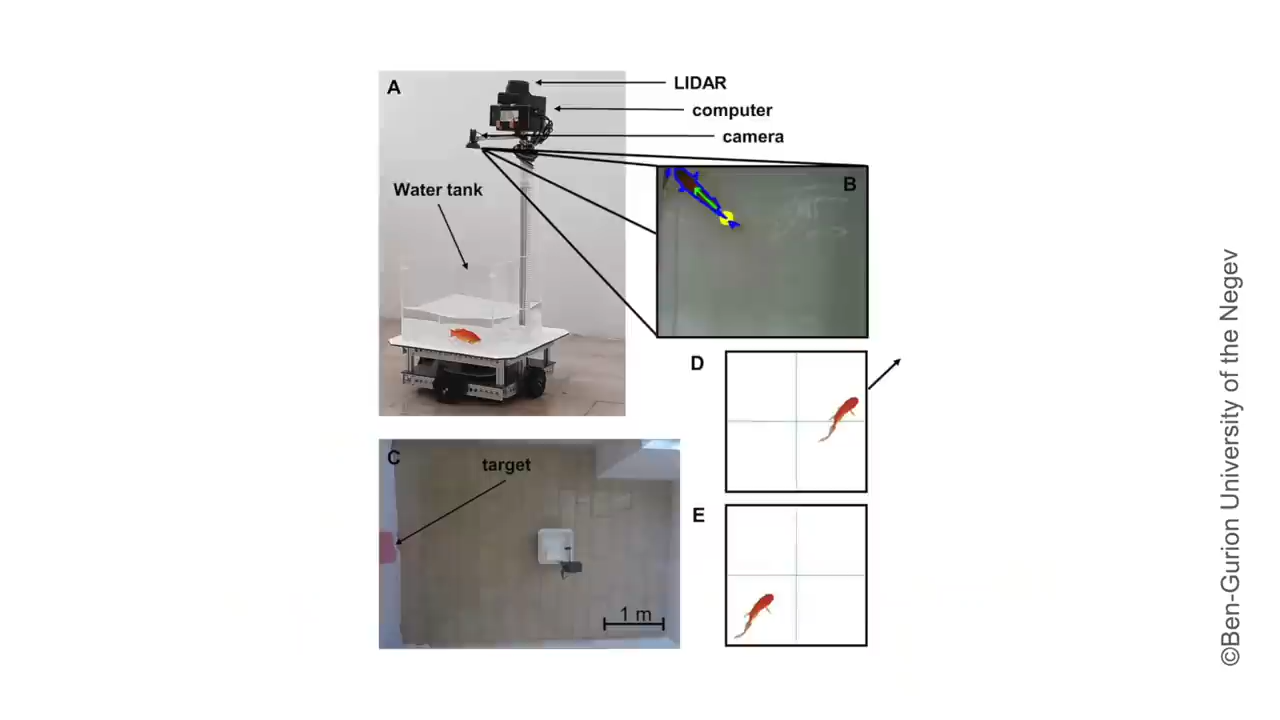 A
LIDAR
computer
camera
Water tank
B
D
C
target
1 m
E
©Ben-Gurion University of the Negev